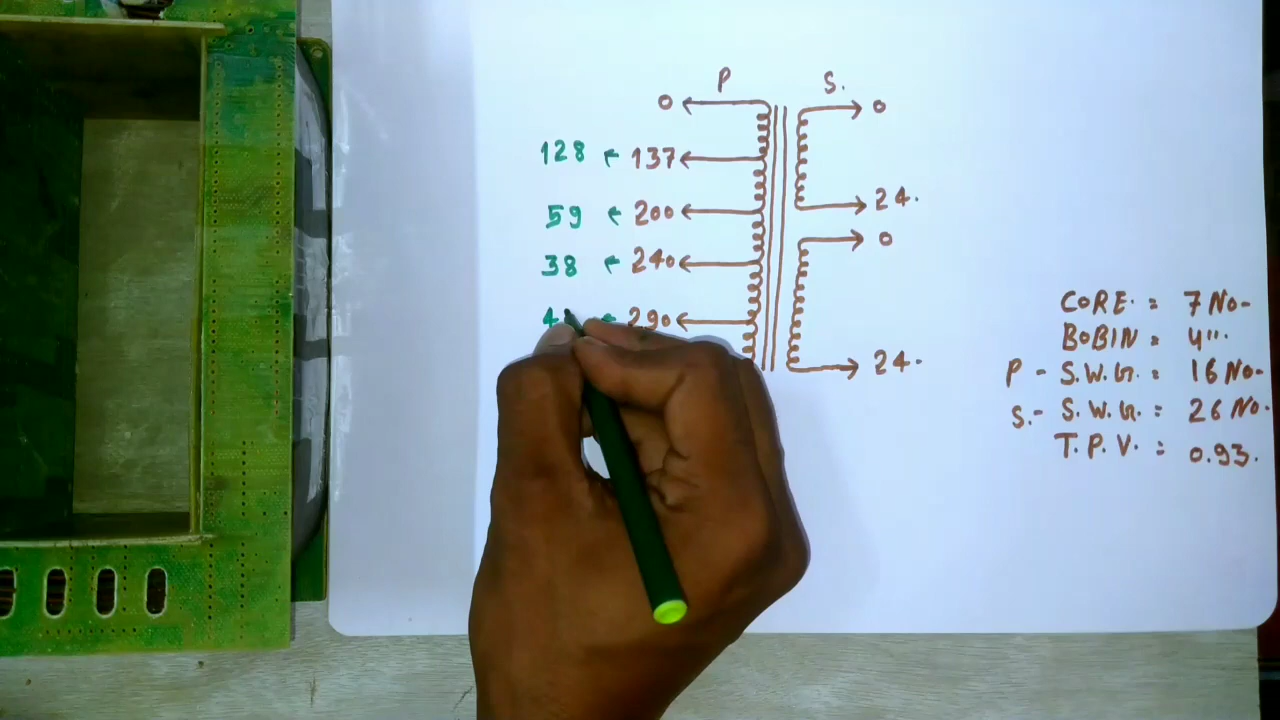 P S.
0 0
128 ← 137
59 ← 200 24.
38 ← 240 0
290
24.
CORE. = 7 No-
BOBIN = 4"'.
P - S.W.G. = 16 No-
S.- S.W.G. = 26 No.
T.P.V. = 0.93.